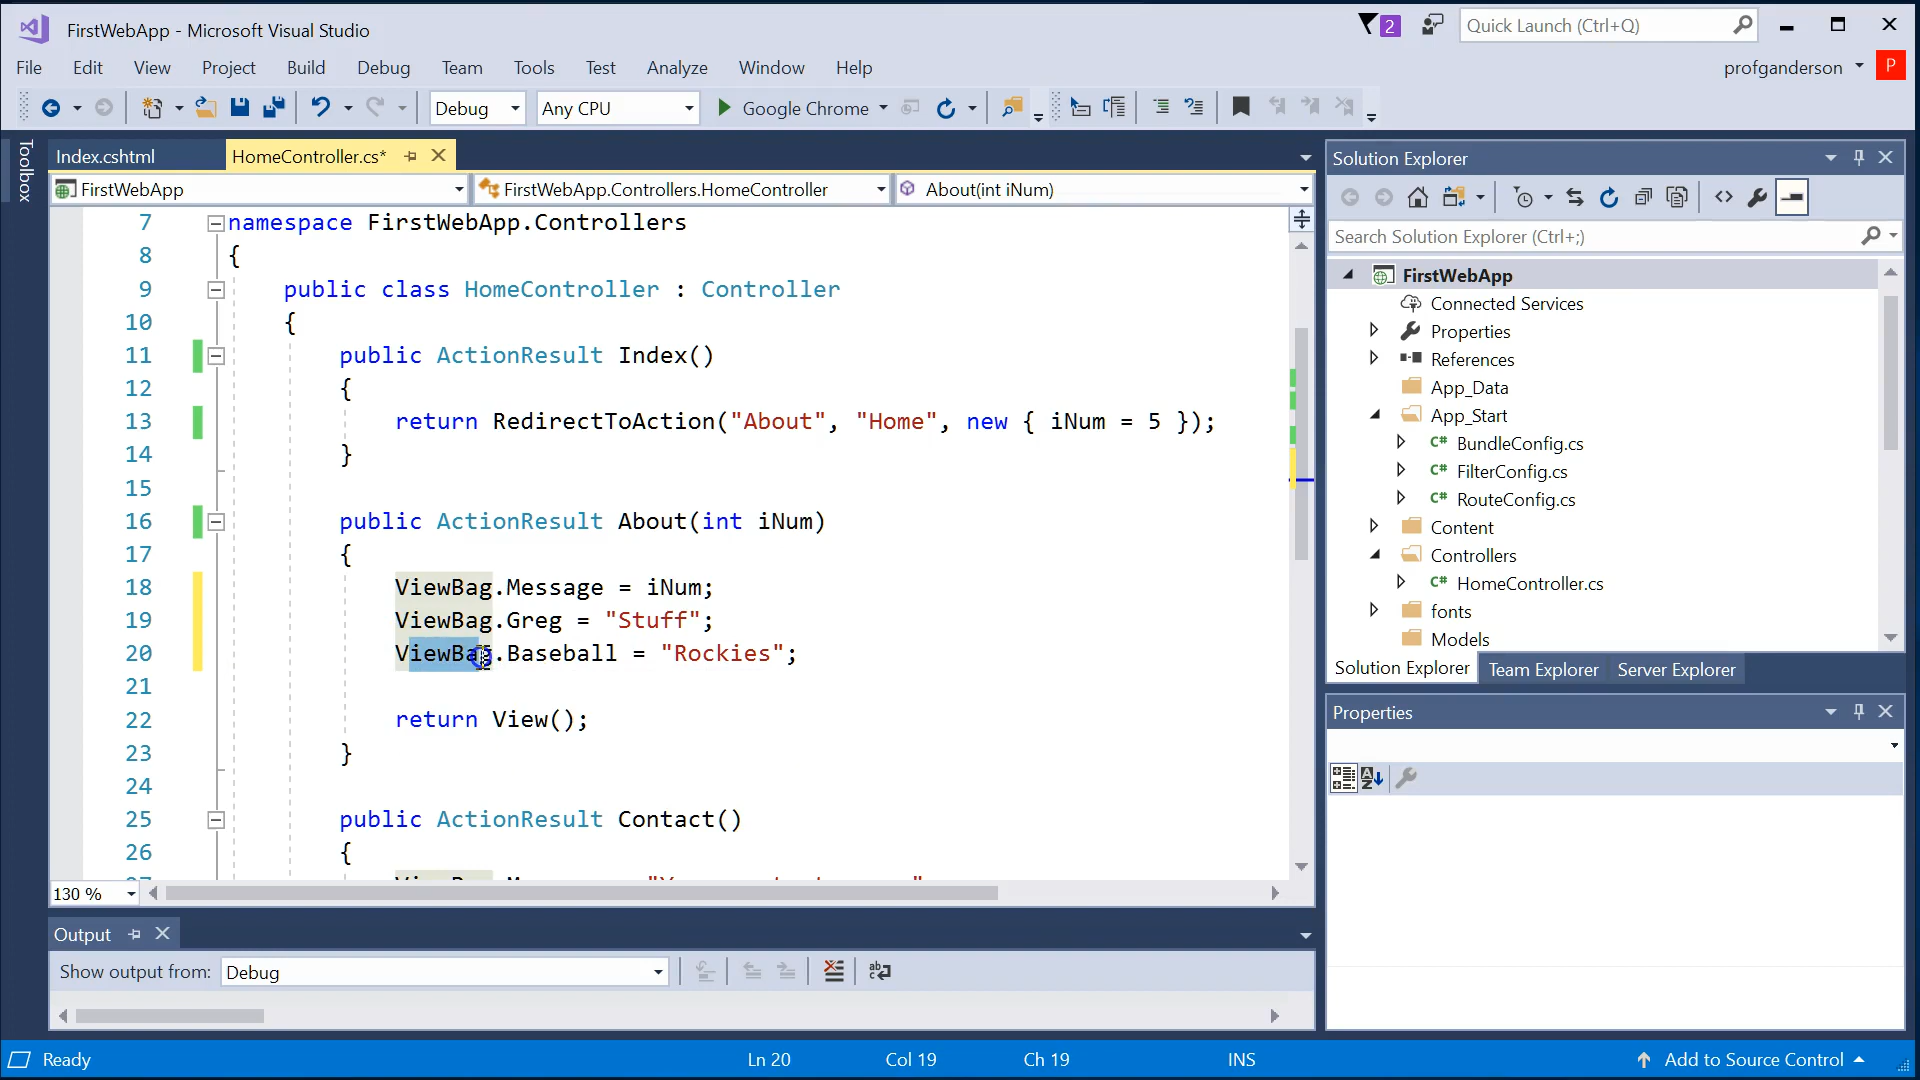 FirstWebApp - Microsoft Visual Studio
2
Quick Launch (Ctrl+Q)
File Edit View Project Build Debug Team Tools Test Analyze Window Help
profganderson P
Debug Any CPU Google Chrome
Toolbox
Index.cshtml HomeController.cs*
FirstWebApp FirstWebApp.Controllers.HomeController About(int iNum)
7 namespace FirstWebApp.Controllers
8 {
9 public class HomeController : Controller
10 {
11 public ActionResult Index()
12 {
13 return RedirectToAction("About", "Home", new { iNum = 5 });
14 }
15
16 public ActionResult About(int iNum)
17 {
18 ViewBag.Message = iNum;
19 ViewBag.Greg = "Stuff";
20 ViewBag.Baseball = "Rockies";
21
22 return View();
23 }
24
25 public ActionResult Contact()
26 {
130 %
Output
Show output from: Debug
Solution Explorer
Search Solution Explorer (Ctrl+;)
FirstWebApp
Connected Services
Properties
References
App_Data
App_Start
C# BundleConfig.cs
C# FilterConfig.cs
C# RouteConfig.cs
Content
Controllers
C# HomeController.cs
fonts
Models
Solution Explorer Team Explorer Server Explorer
Properties
Ready Ln 20 Col 19 Ch 19 INS Add to Source Control